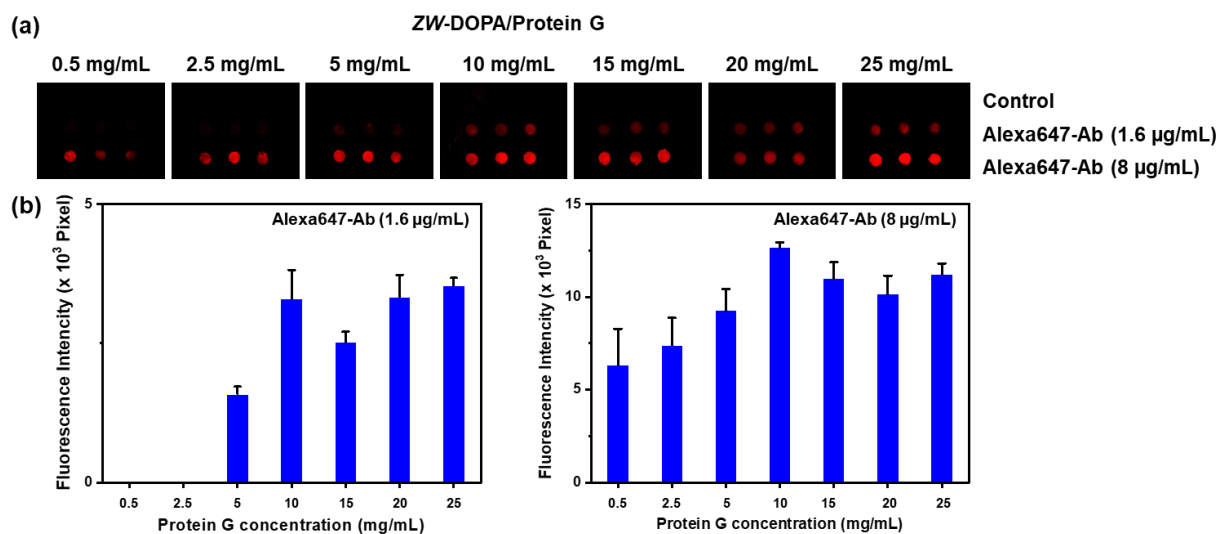 (a)
ZW-DOPA/Protein G
0.5 mg/mL 2.5 mg/mL 5 mg/mL 10 mg/mL 15 mg/mL 20 mg/mL 25 mg/mL
Control
Alexa647-Ab (1.6 µg/mL)
Alexa647-Ab (8 µg/mL)
(b)
Fluorescence Intencity (x 10³ Pixel)
5
0
Alexa647-Ab (1.6 µg/mL)
0.5 2.5 5 10 15 20 25
Protein G concentration (mg/mL)
Fluorescence Intencity (x 10³ Pixel)
15
10
5
0
Alexa647-Ab (8 µg/mL)
0.5 2.5 5 10 15 20 25
Protein G concentration (mg/mL)